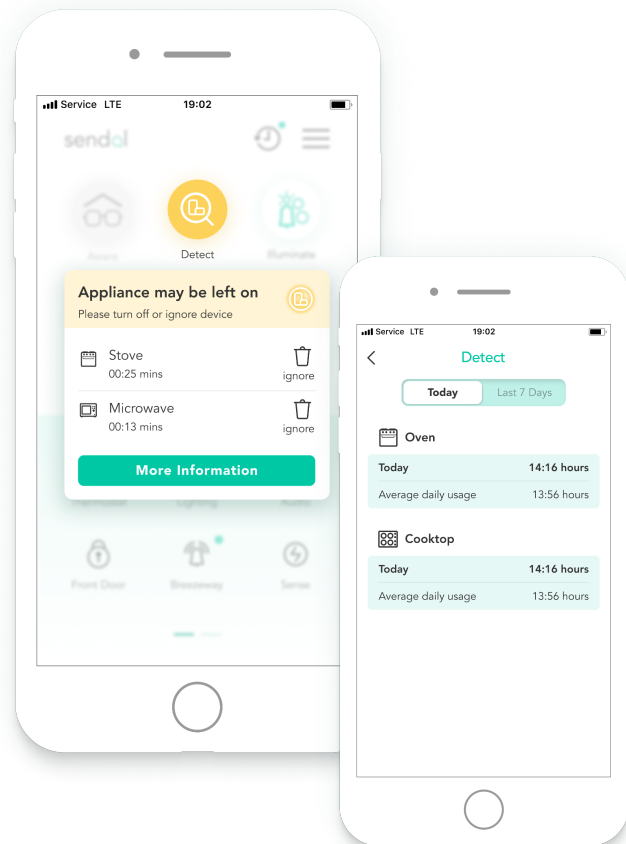 Service LTE 19:02
sendal
Detect
Illuminate
Appliance may be left on
Please turn off or ignore device
Stove
00:25 mins
ignore
Microwave
00:13 mins
ignore
More Information
Thermostat Lighting Audio
Front Door Breezeway Sense
Service LTE 19:02
Detect
Today Last 7 Days
Oven
Today 14:16 hours
Average daily usage 13:56 hours
Cooktop
Today 14:16 hours
Average daily usage 13:56 hours